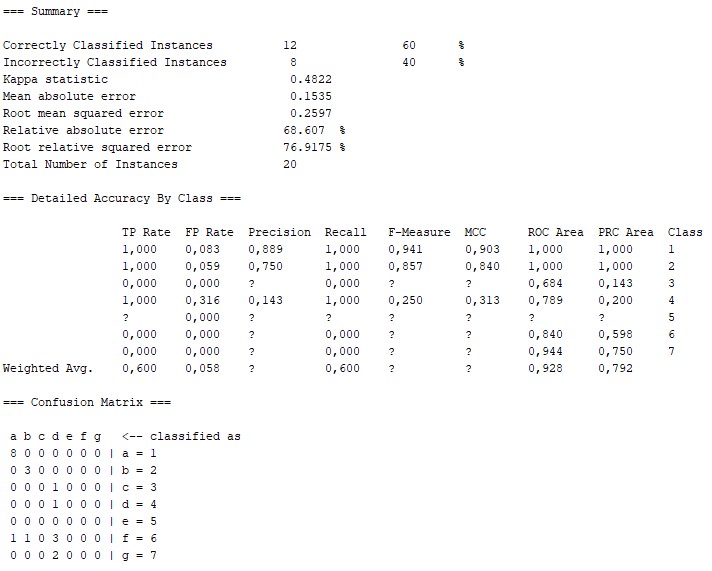 === Summary ===
Correctly Classified Instances 12 60 %
Incorrectly Classified Instances 8 40 %
Kappa statistic 0.4822
Mean absolute error 0.1535
Root mean squared error 0.2597
Relative absolute error 68.607 %
Root relative squared error 76.9175 %
Total Number of Instances 20
=== Detailed Accuracy By Class ===
TP Rate FP Rate Precision Recall F-Measure MCC ROC Area PRC Area Class
1,000 0,083 0,889 1,000 0,941 0,903 1,000 1,000 1
1,000 0,059 0,750 1,000 0,857 0,840 1,000 1,000 2
0,000 0,000 ? 0,000 ? ? 0,684 0,143 3
1,000 0,316 0,143 1,000 0,250 0,313 0,789 0,200 4
? 0,000 ? ? ? ? ? ? 5
0,000 0,000 ? 0,000 ? ? 0,840 0,598 6
0,000 0,000 ? 0,000 ? ? 0,944 0,750 7
Weighted Avg. 0,600 0,058 ? 0,600 ? ? 0,928 0,792
=== Confusion Matrix ===
a b c d e f g <-- classified as
8 0 0 0 0 0 0 | a = 1
0 3 0 0 0 0 0 | b = 2
0 0 0 1 0 0 0 | c = 3
0 0 0 1 0 0 0 | d = 4
0 0 0 0 0 0 0 | e = 5
1 1 0 3 0 0 0 | f = 6
0 0 0 2 0 0 0 | g = 7